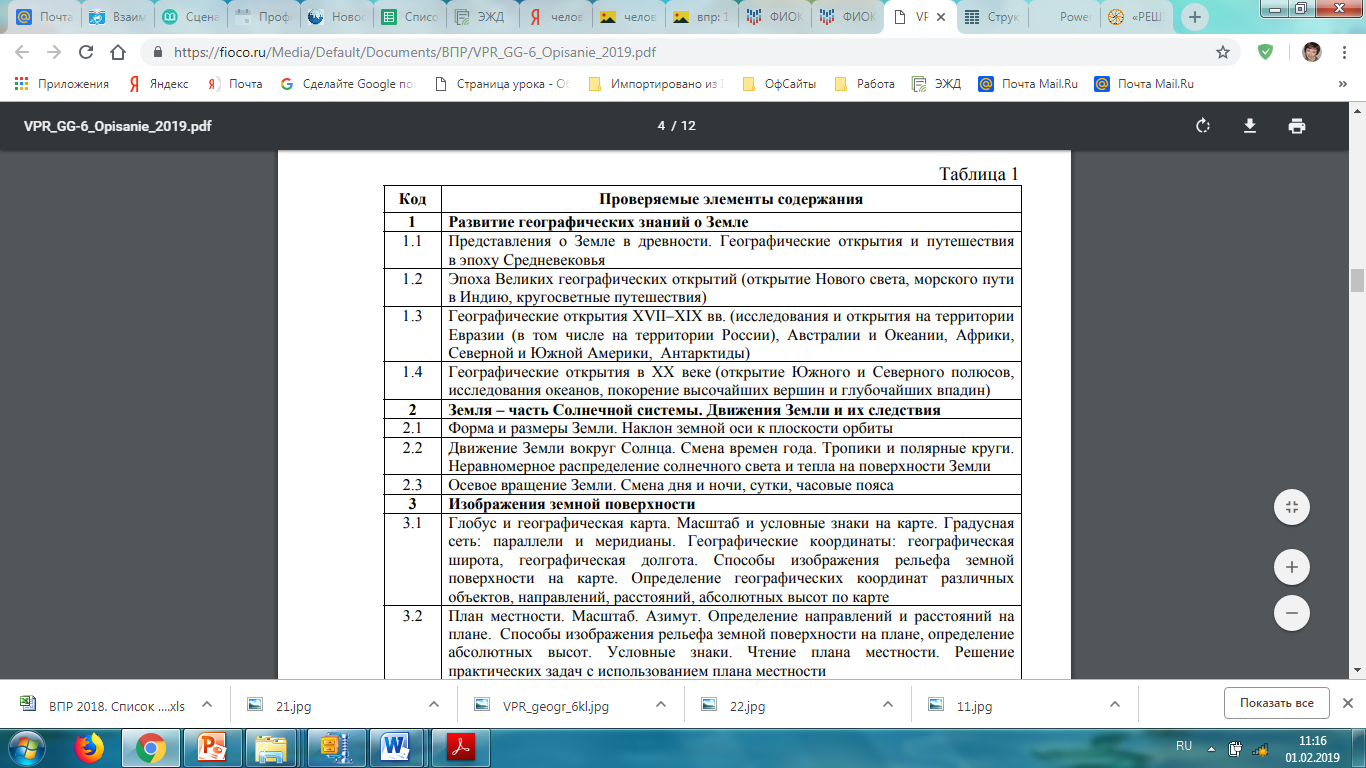 Почта
Взаим
Сцена
Проф
Новос
Списо
ЭЖД
челов
челов
впр: 1
ФИОК
ФИОК
VP
Струк
Power
«РЕШ
https://fioco.ru/Media/Default/Documents/ВПР/VPR_GG-6_Opisanie_2019.pdf
Приложения
Яндекс
Почта
Сделайте Google по
Страница урока - Об
Импортировано из I
ОфСайты
Работа
ЭЖД
Почта Mail.Ru
Почта Mail.Ru
»
VPR_GG-6_Opisanie_2019.pdf
4 / 12
Таблица 1
Код Проверяемые элементы содержания
1 Развитие географических знаний о Земле
1.1 Представления о Земле в древности. Географические открытия и путешествия
в эпоху Средневековья
1.2 Эпоха Великих географических открытий (открытие Нового света, морского пути
в Индию, кругосветные путешествия)
1.3 Географические открытия XVII–XIX вв. (исследования и открытия на территории
Евразии (в том числе на территории России), Австралии и Океании, Африки,
Северной и Южной Америки, Антарктиды)
1.4 Географические открытия в XX веке (открытие Южного и Северного полюсов,
исследования океанов, покорение высочайших вершин и глубочайших впадин)
2 Земля – часть Солнечной системы. Движения Земли и их следствия
2.1 Форма и размеры Земли. Наклон земной оси к плоскости орбиты
2.2 Движение Земли вокруг Солнца. Смена времен года. Тропики и полярные круги.
Неравномерное распределение солнечного света и тепла на поверхности Земли
2.3 Осевое вращение Земли. Смена дня и ночи, сутки, часовые пояса
3 Изображения земной поверхности
3.1 Глобус и географическая карта. Масштаб и условные знаки на карте. Градусная
сеть: параллели и меридианы. Географические координаты: географическая
широта, географическая долгота. Способы изображения рельефа земной
поверхности на карте. Определение географических координат различных
объектов, направлений, расстояний, абсолютных высот по карте
3.2 План местности. Масштаб. Азимут. Определение направлений и расстояний на
плане. Способы изображения рельефа земной поверхности на плане, определение
абсолютных высот. Условные знаки. Чтение плана местности. Решение
практических задач с использованием плана местности
ВПР 2018. Список ....xls
21.jpg
VPR_geogr_6kl.jpg
22.jpg
11.jpg
Показать все
RU
11:16
01.02.2019